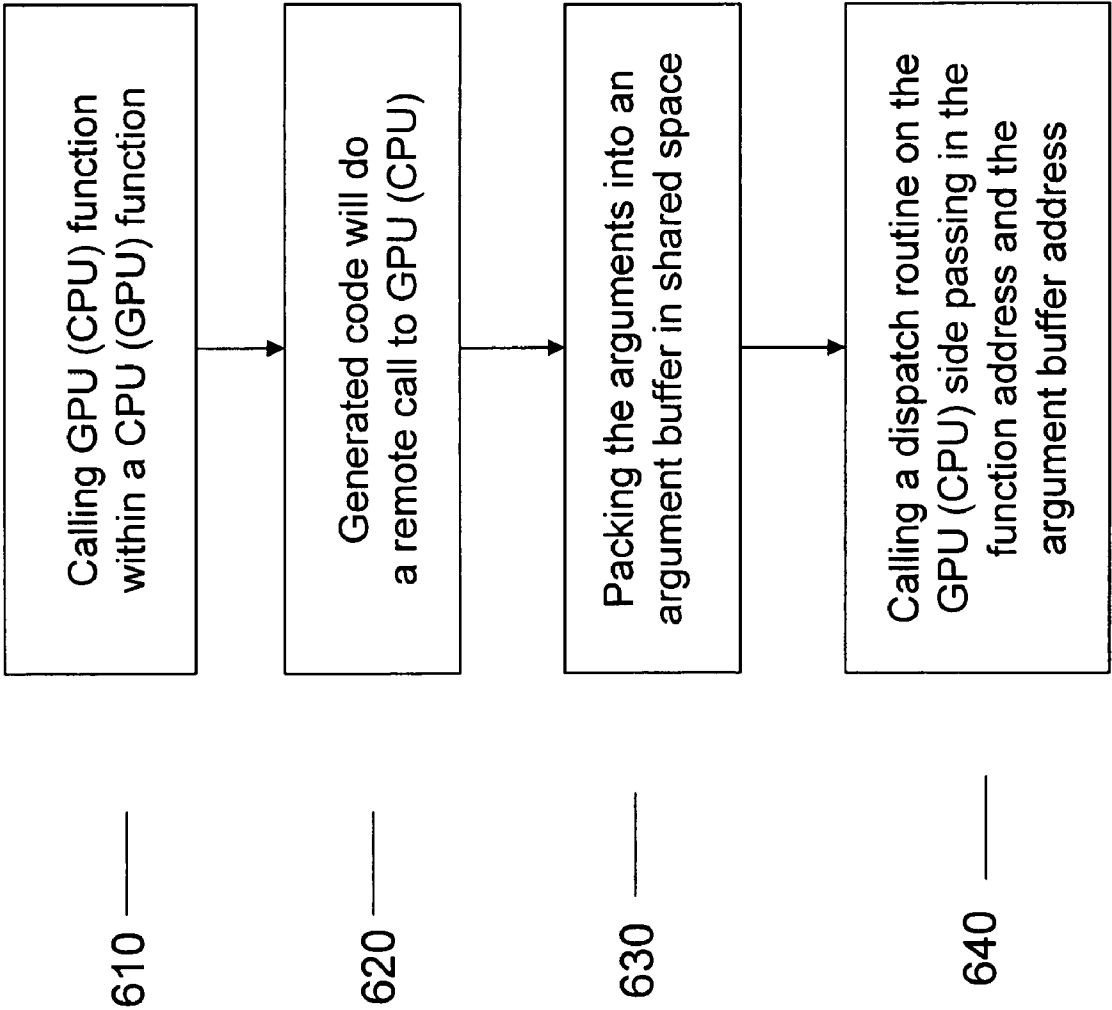 610
Calling GPU (CPU) function
within a CPU (GPU) function
620
Generated code will do
a remote call to GPU (CPU)
630
Packing the arguments into an
argument buffer in shared space
640
Calling a dispatch routine on the
GPU (CPU) side passing in the
function address and the
argument buffer address